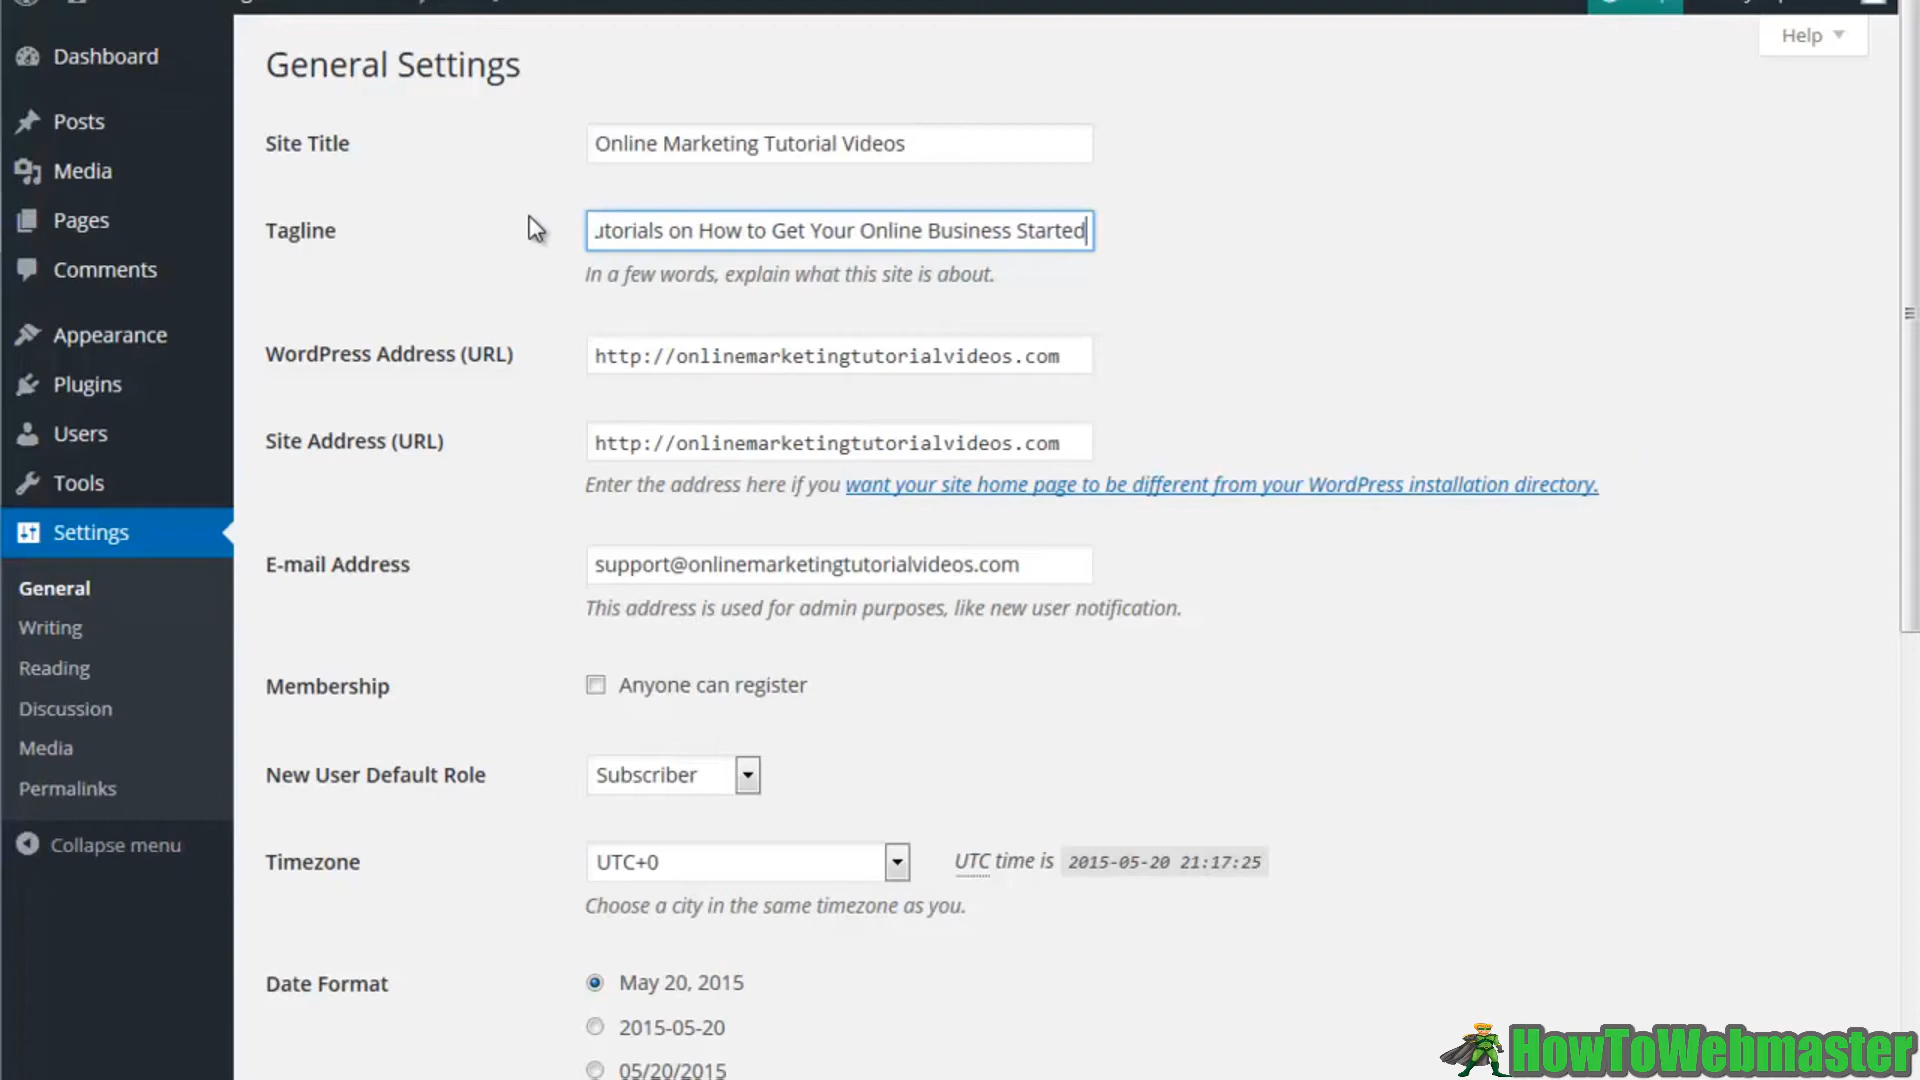 Help
Dashboard
Posts
Media
Pages
Comments
Appearance
Plugins
Users
Tools
Settings
General
Writing
Reading
Discussion
Media
Permalinks
Collapse menu
General Settings
Site Title
Online Marketing Tutorial Videos
Tagline
utorials on How to Get Your Online Business Started
In a few words, explain what this site is about.
WordPress Address (URL)
http://onlinemarketingtutorialvideos.com
Site Address (URL)
http://onlinemarketingtutorialvideos.com
Enter the address here if you want your site home page to be different from your WordPress installation directory.
E-mail Address
support@onlinemarketingtutorialvideos.com
This address is used for admin purposes, like new user notification.
Membership
Anyone can register
New User Default Role
Subscriber
Timezone
UTC+0
UTC time is 2015-05-20 21:17:25
Choose a city in the same timezone as you.
Date Format
May 20, 2015
2015-05-20
05/20/2015
HowToWebmaster